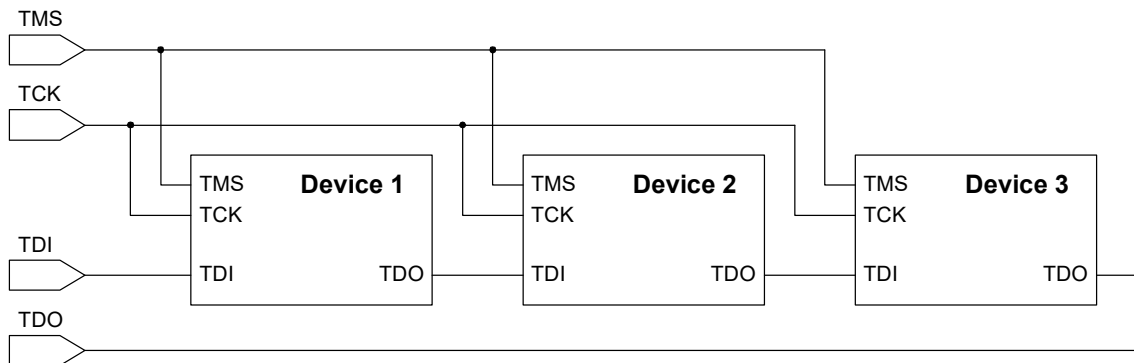 TMS
TCK
TMS Device 1
TCK
TDI TDO
TMS Device 2
TCK
TDI TDO
TMS Device 3
TCK
TDI TDO
TDI
TDO